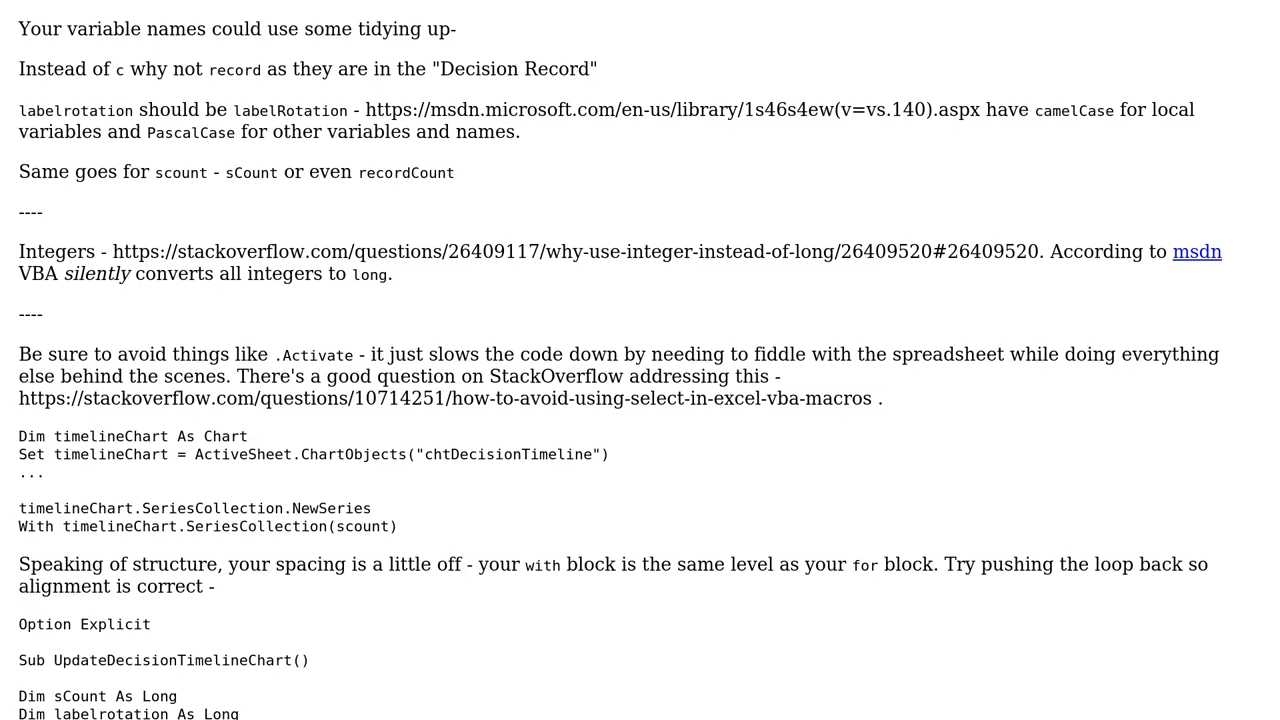 Your variable names could use some tidying up-
Instead of c why not record as they are in the "Decision Record"
labelrotation should be labelRotation - https://msdn.microsoft.com/en-us/library/1s46s4ew(v=vs.140).aspx have camelCase for local
variables and PascalCase for other variables and names.
Same goes for scount - sCount or even recordCount
----
Integers - https://stackoverflow.com/questions/26409117/why-use-integer-instead-of-long/26409520#26409520. According to msdn
VBA silently converts all integers to long.
----
Be sure to avoid things like .Activate - it just slows the code down by needing to fiddle with the spreadsheet while doing everything
else behind the scenes. There's a good question on StackOverflow addressing this -
https://stackoverflow.com/questions/10714251/how-to-avoid-using-select-in-excel-vba-macros .
Dim timelineChart As Chart
Set timelineChart = ActiveSheet.ChartObjects("chtDecisionTimeline")
...
timelineChart.SeriesCollection.NewSeries
With timelineChart.SeriesCollection(scount)
Speaking of structure, your spacing is a little off - your with block is the same level as your for block. Try pushing the loop back so
alignment is correct -
Option Explicit
Sub UpdateDecisionTimelineChart()
Dim sCount As Long
Dim labelrotation As Long